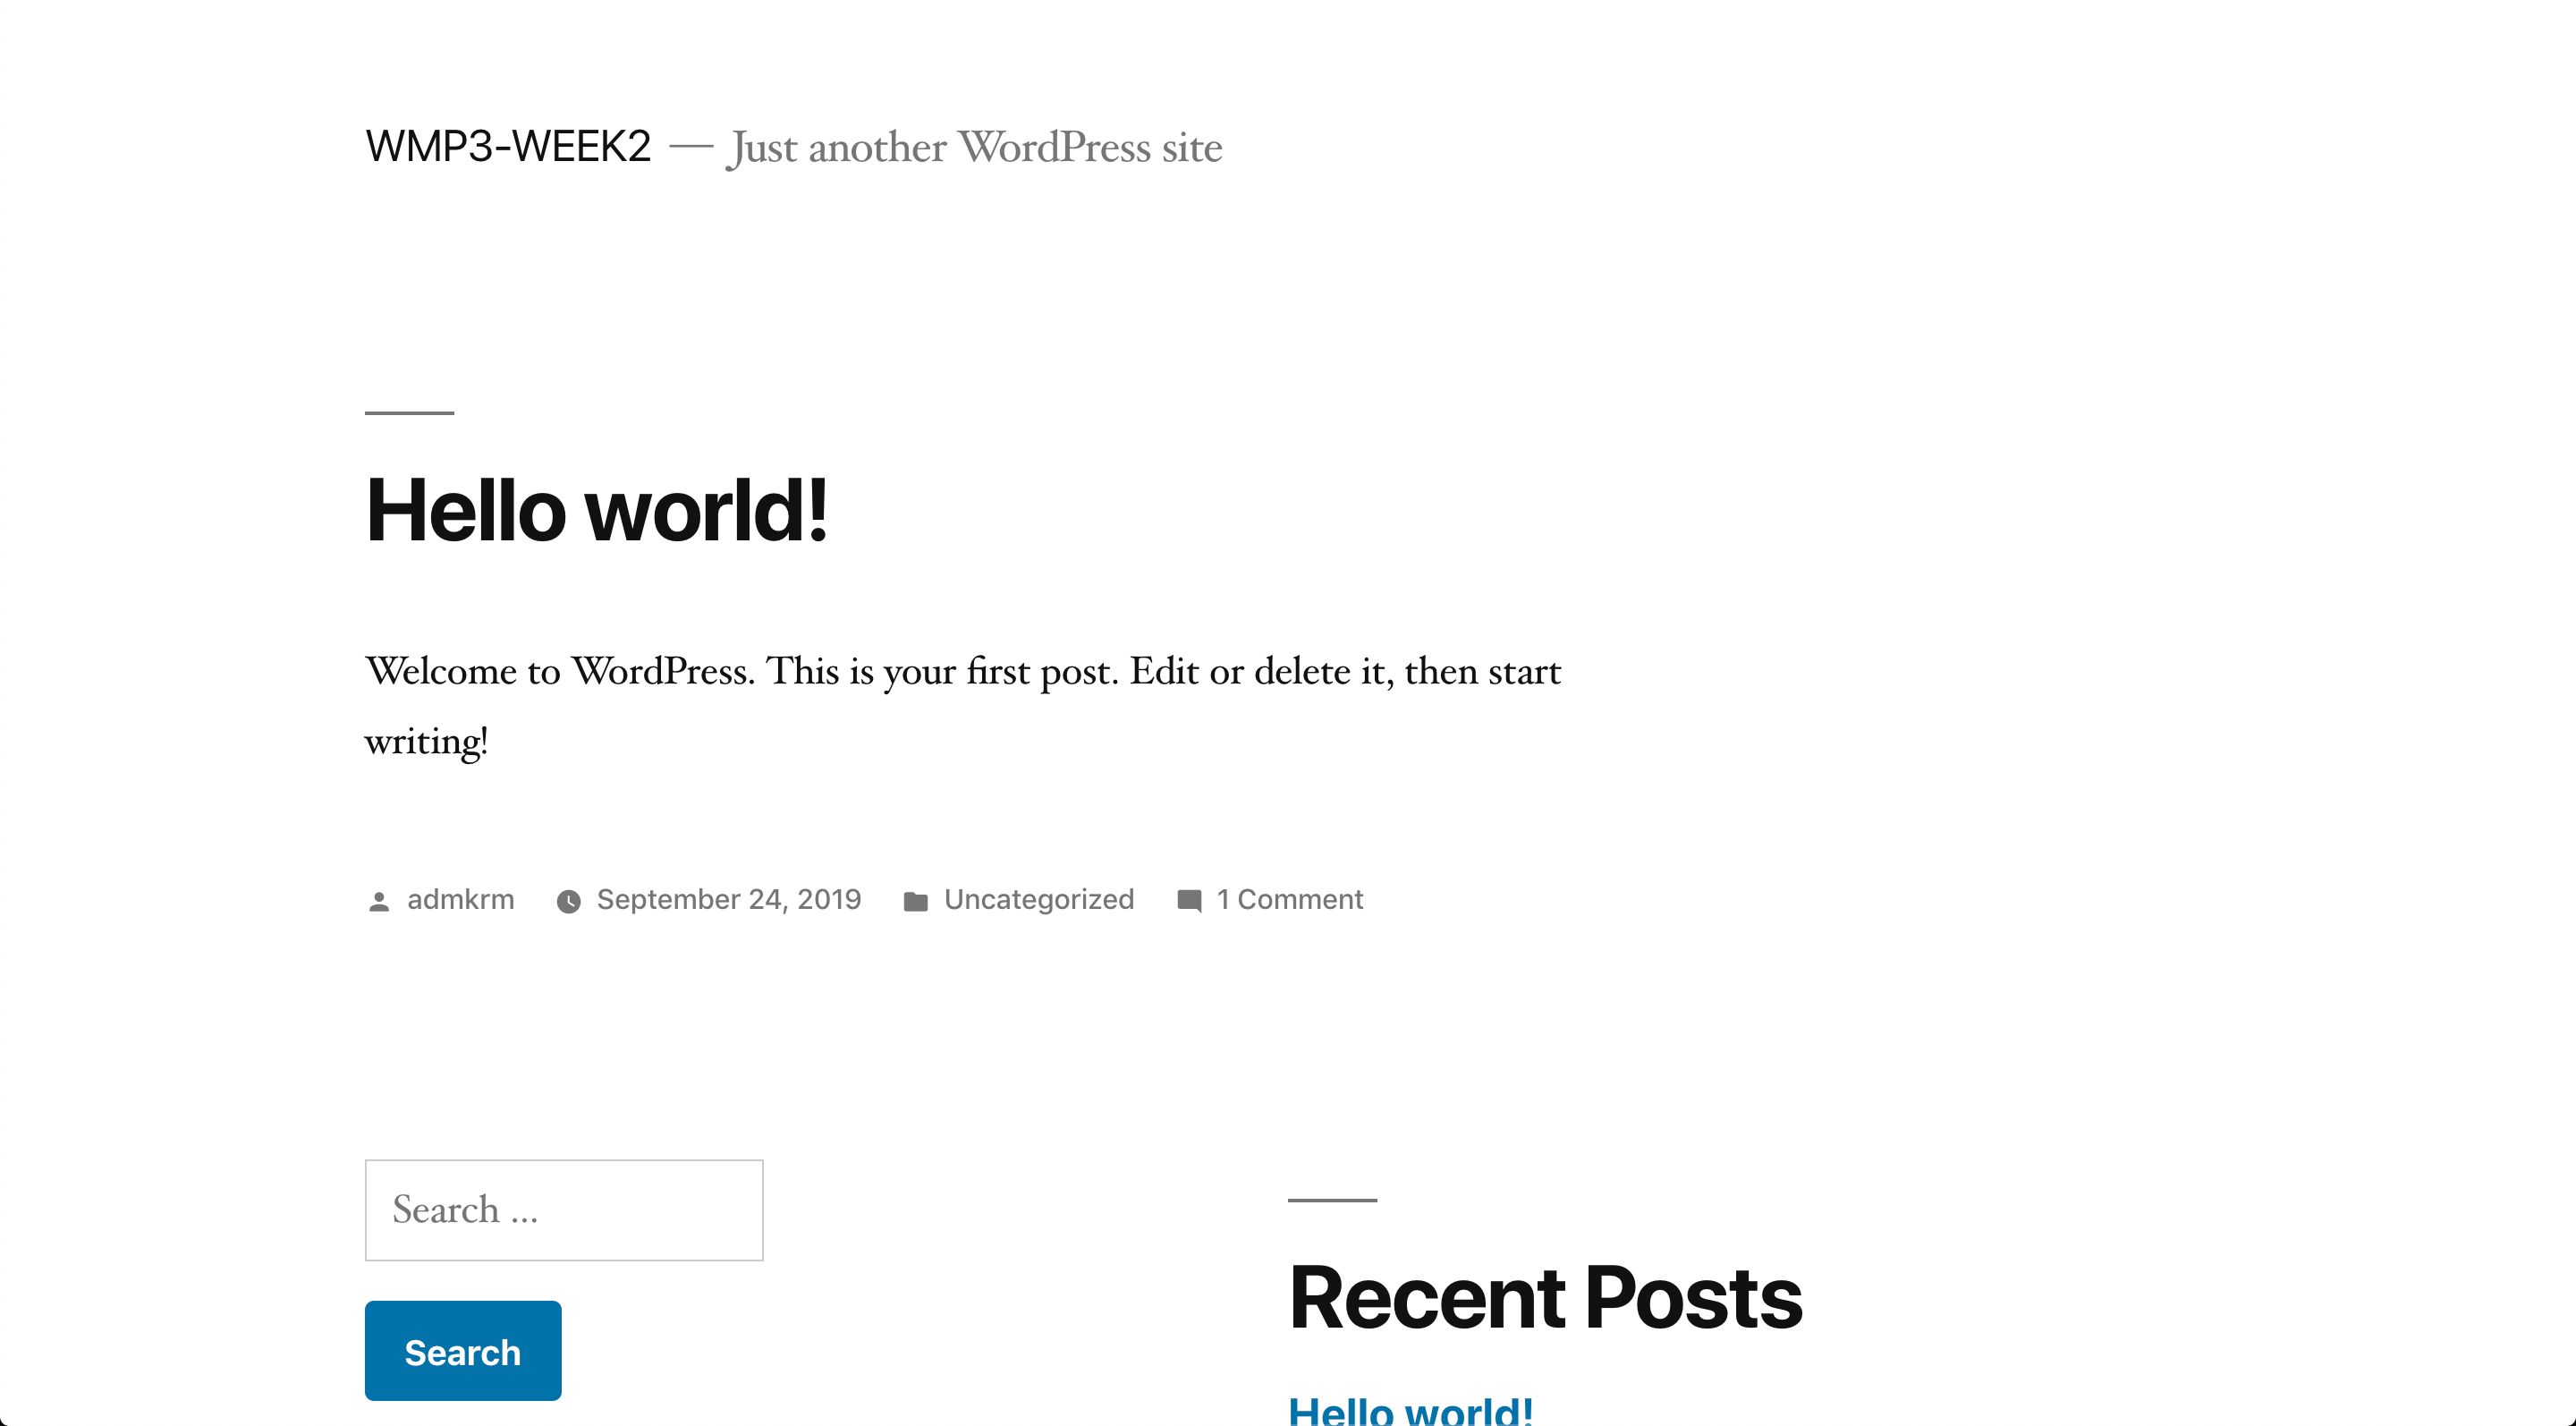 WMP3-WEEK2 — Just another WordPress site
Hello world!
Welcome to WordPress. This is your first post. Edit or delete it, then start
writing!
admkrm September 24, 2019 Uncategorized 1 Comment
Search ...
Search
Recent Posts
Hello world!